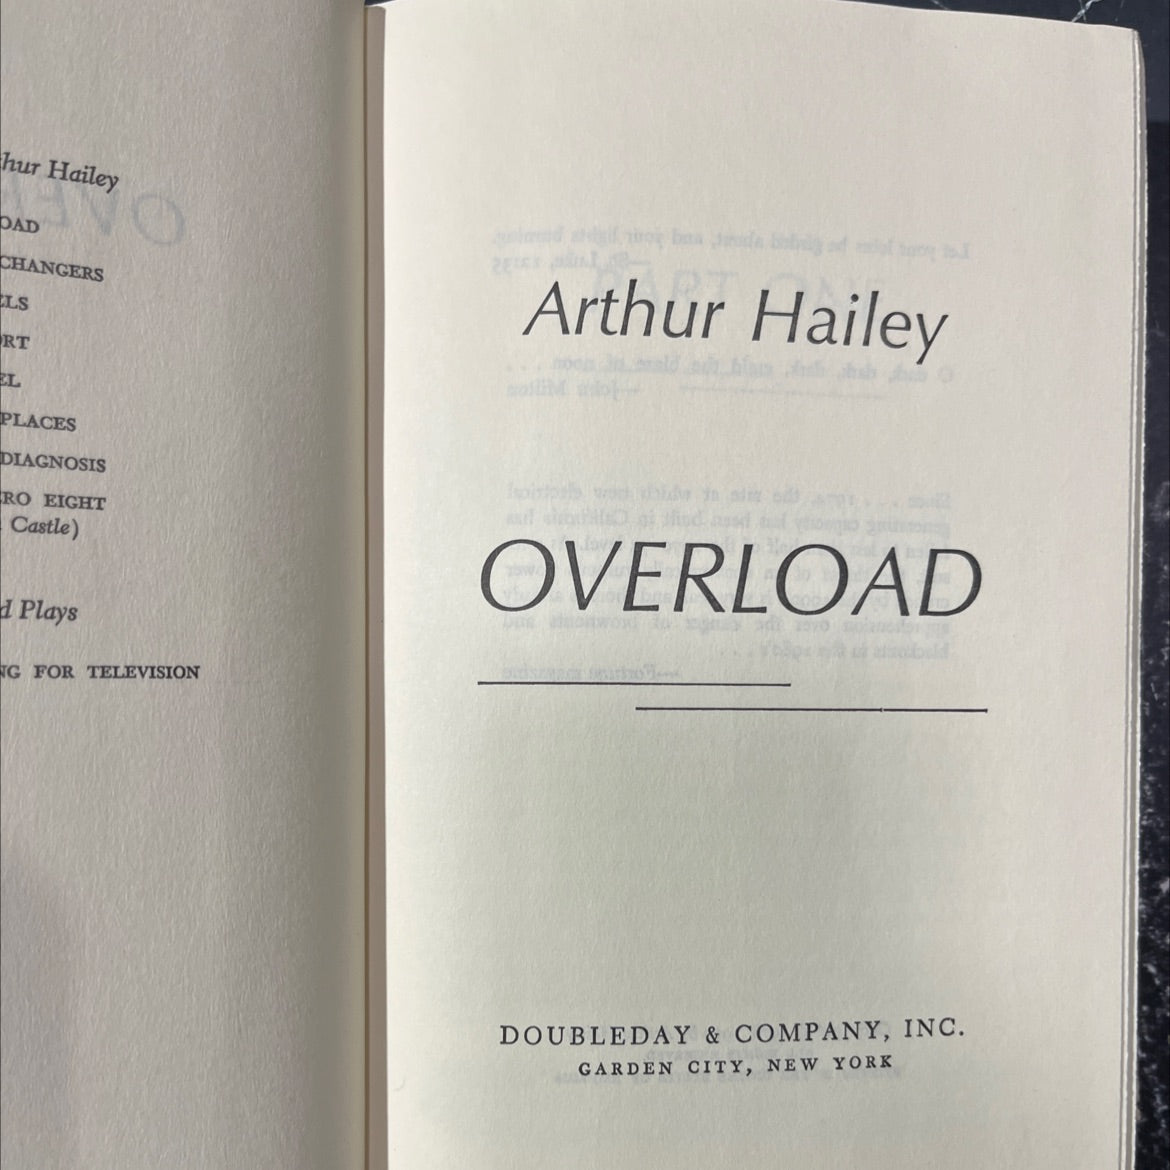 hur Hailey
OAD
CHANGERS
ELS
ORT
EL
PLACES
DIAGNOSIS
RO EIGHT
Castle)
d Plays
NG FOR TELEVISION
Arthur Hailey
OVERLOAD
DOUBLEDAY & COMPANY, INC.
GARDEN CITY, NEW YORK